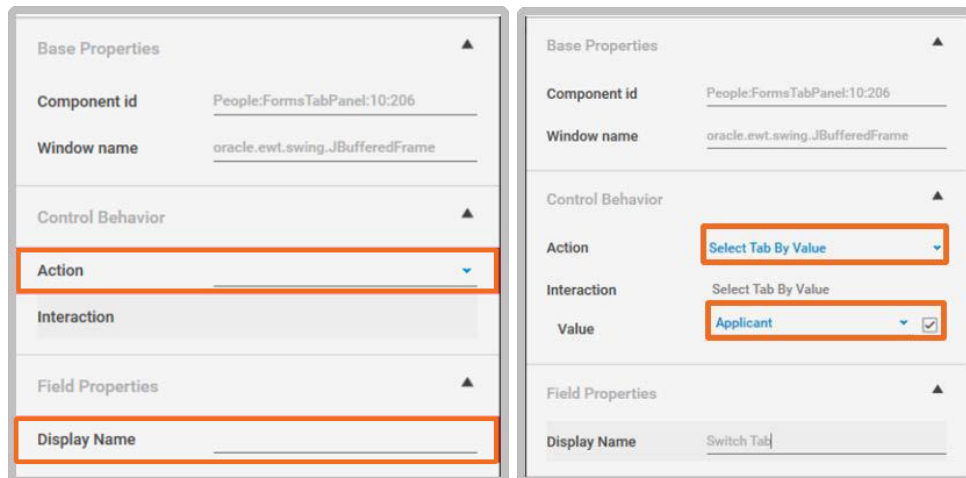 Base Properties
Component id People:FormsTabPanel:10:206
Window name oracle.ewt.swing.JBufferedFrame
Control Behavior
Action
Interaction
Field Properties
Display Name
Base Properties
Component id People:FormsTabPanel:10:206
Window name oracle.ewt.swing.JBufferedFrame
Control Behavior
Action Select Tab By Value
Interaction Select Tab By Value
Value Applicant
Field Properties
Display Name Switch Tab